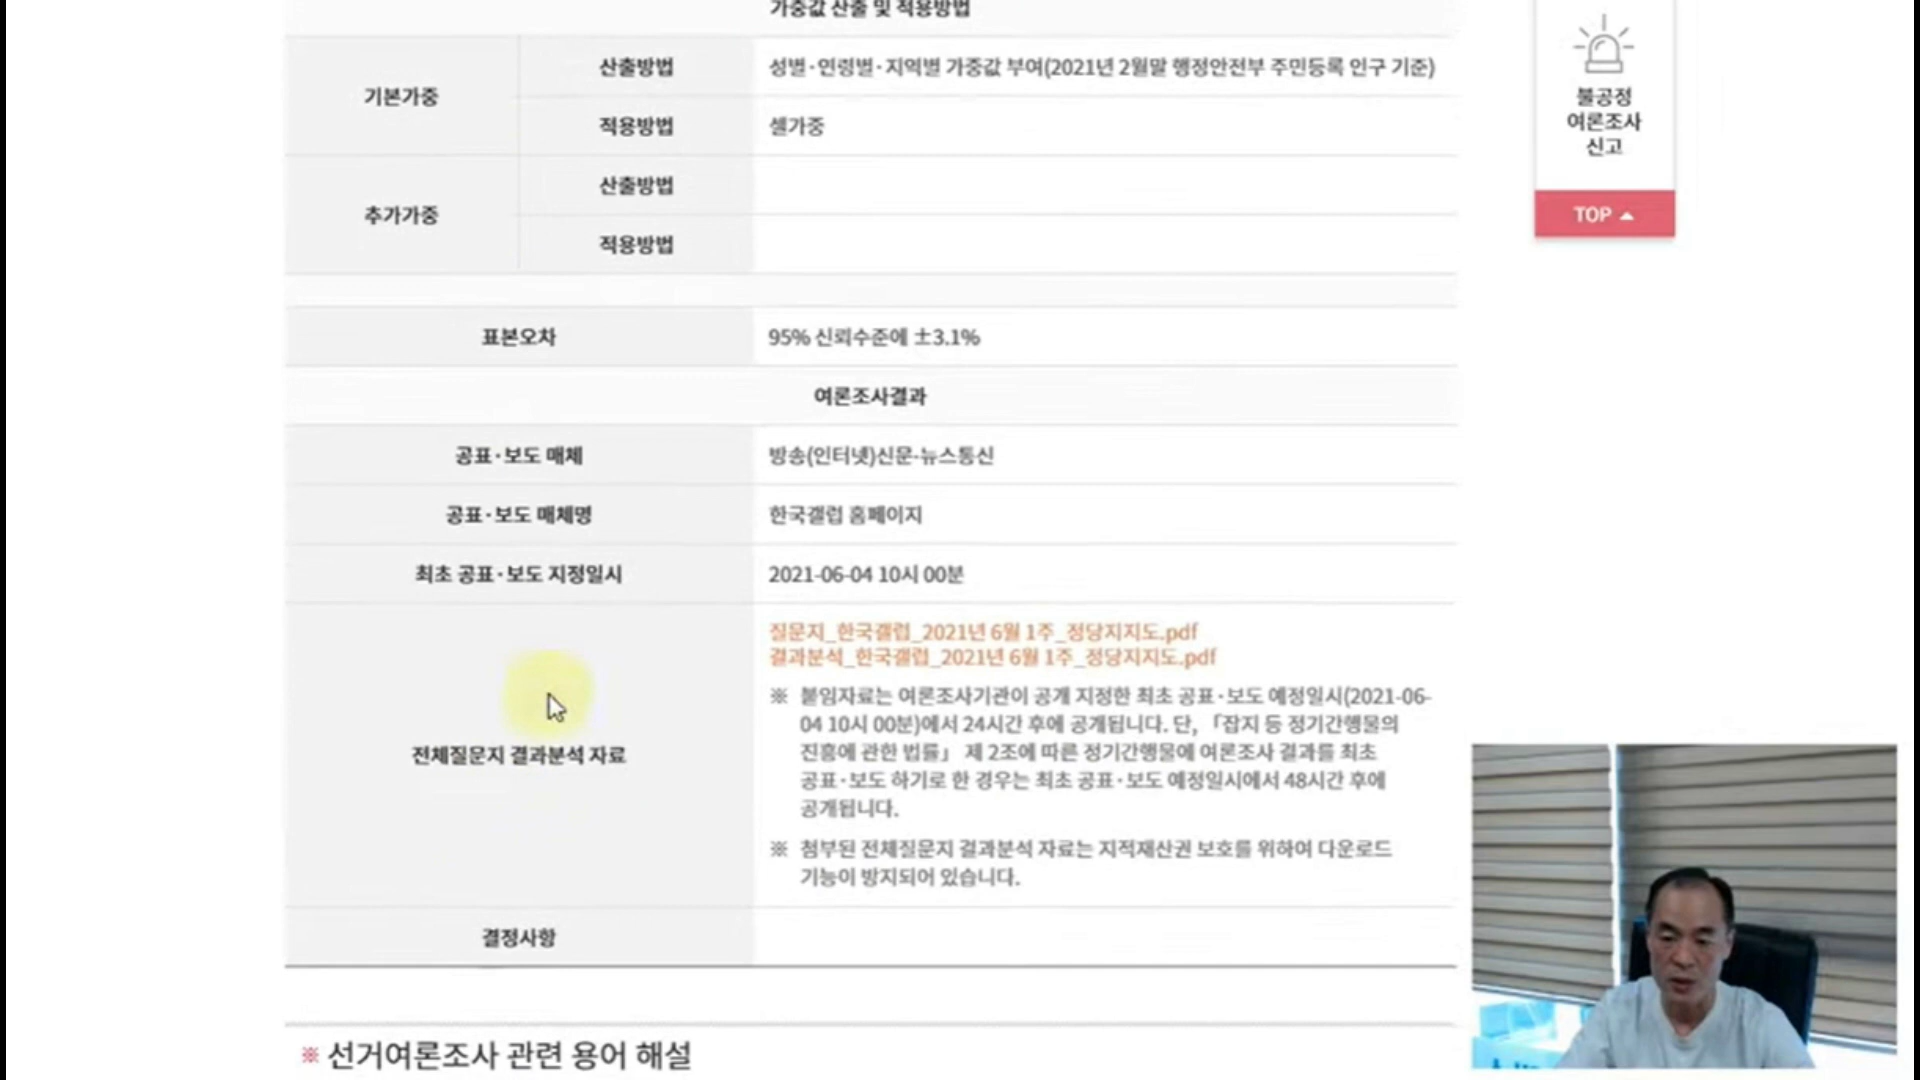 가중값 산출 및 적용방법
기본가중
산출방법
성별·연령별·지역별 가중값 부여(2021년 2월말 행정안전부 주민등록 인구 기준)
적용방법
셀가중
추가가중
산출방법
적용방법
표본오차
95% 신뢰수준에 ±3.1%
여론조사결과
공표·보도 매체
방송(인터넷)신문·뉴스통신
공표·보도 매체명
한국갤럽 홈페이지
최초 공표·보도 지정일시
2021-06-04 10시 00분
전체질문지 결과분석 자료
질문지_한국갤럽_2021년 6월 1주_정당지지도.pdf
결과분석_한국갤럽_2021년 6월 1주_정당지지도.pdf
※ 붙임자료는 여론조사기관이 공개 지정한 최초 공표·보도 예정일시(2021-06-
04 10시 00분)에서 24시간 후에 공개됩니다. 단, 「잡지 등 정기간행물의
진흥에 관한 법률」 제 2조에 따른 정기간행물에 여론조사 결과를 최초
공표·보도 하기로 한 경우는 최초 공표·보도 예정일시에서 48시간 후에
공개됩니다.
※ 첨부된 전체질문지 결과분석 자료는 지적재산권 보호를 위하여 다운로드
기능이 방지되어 있습니다.
결정사항
※ 선거여론조사 관련 용어 해설
불공정
여론조사
신고
TOP